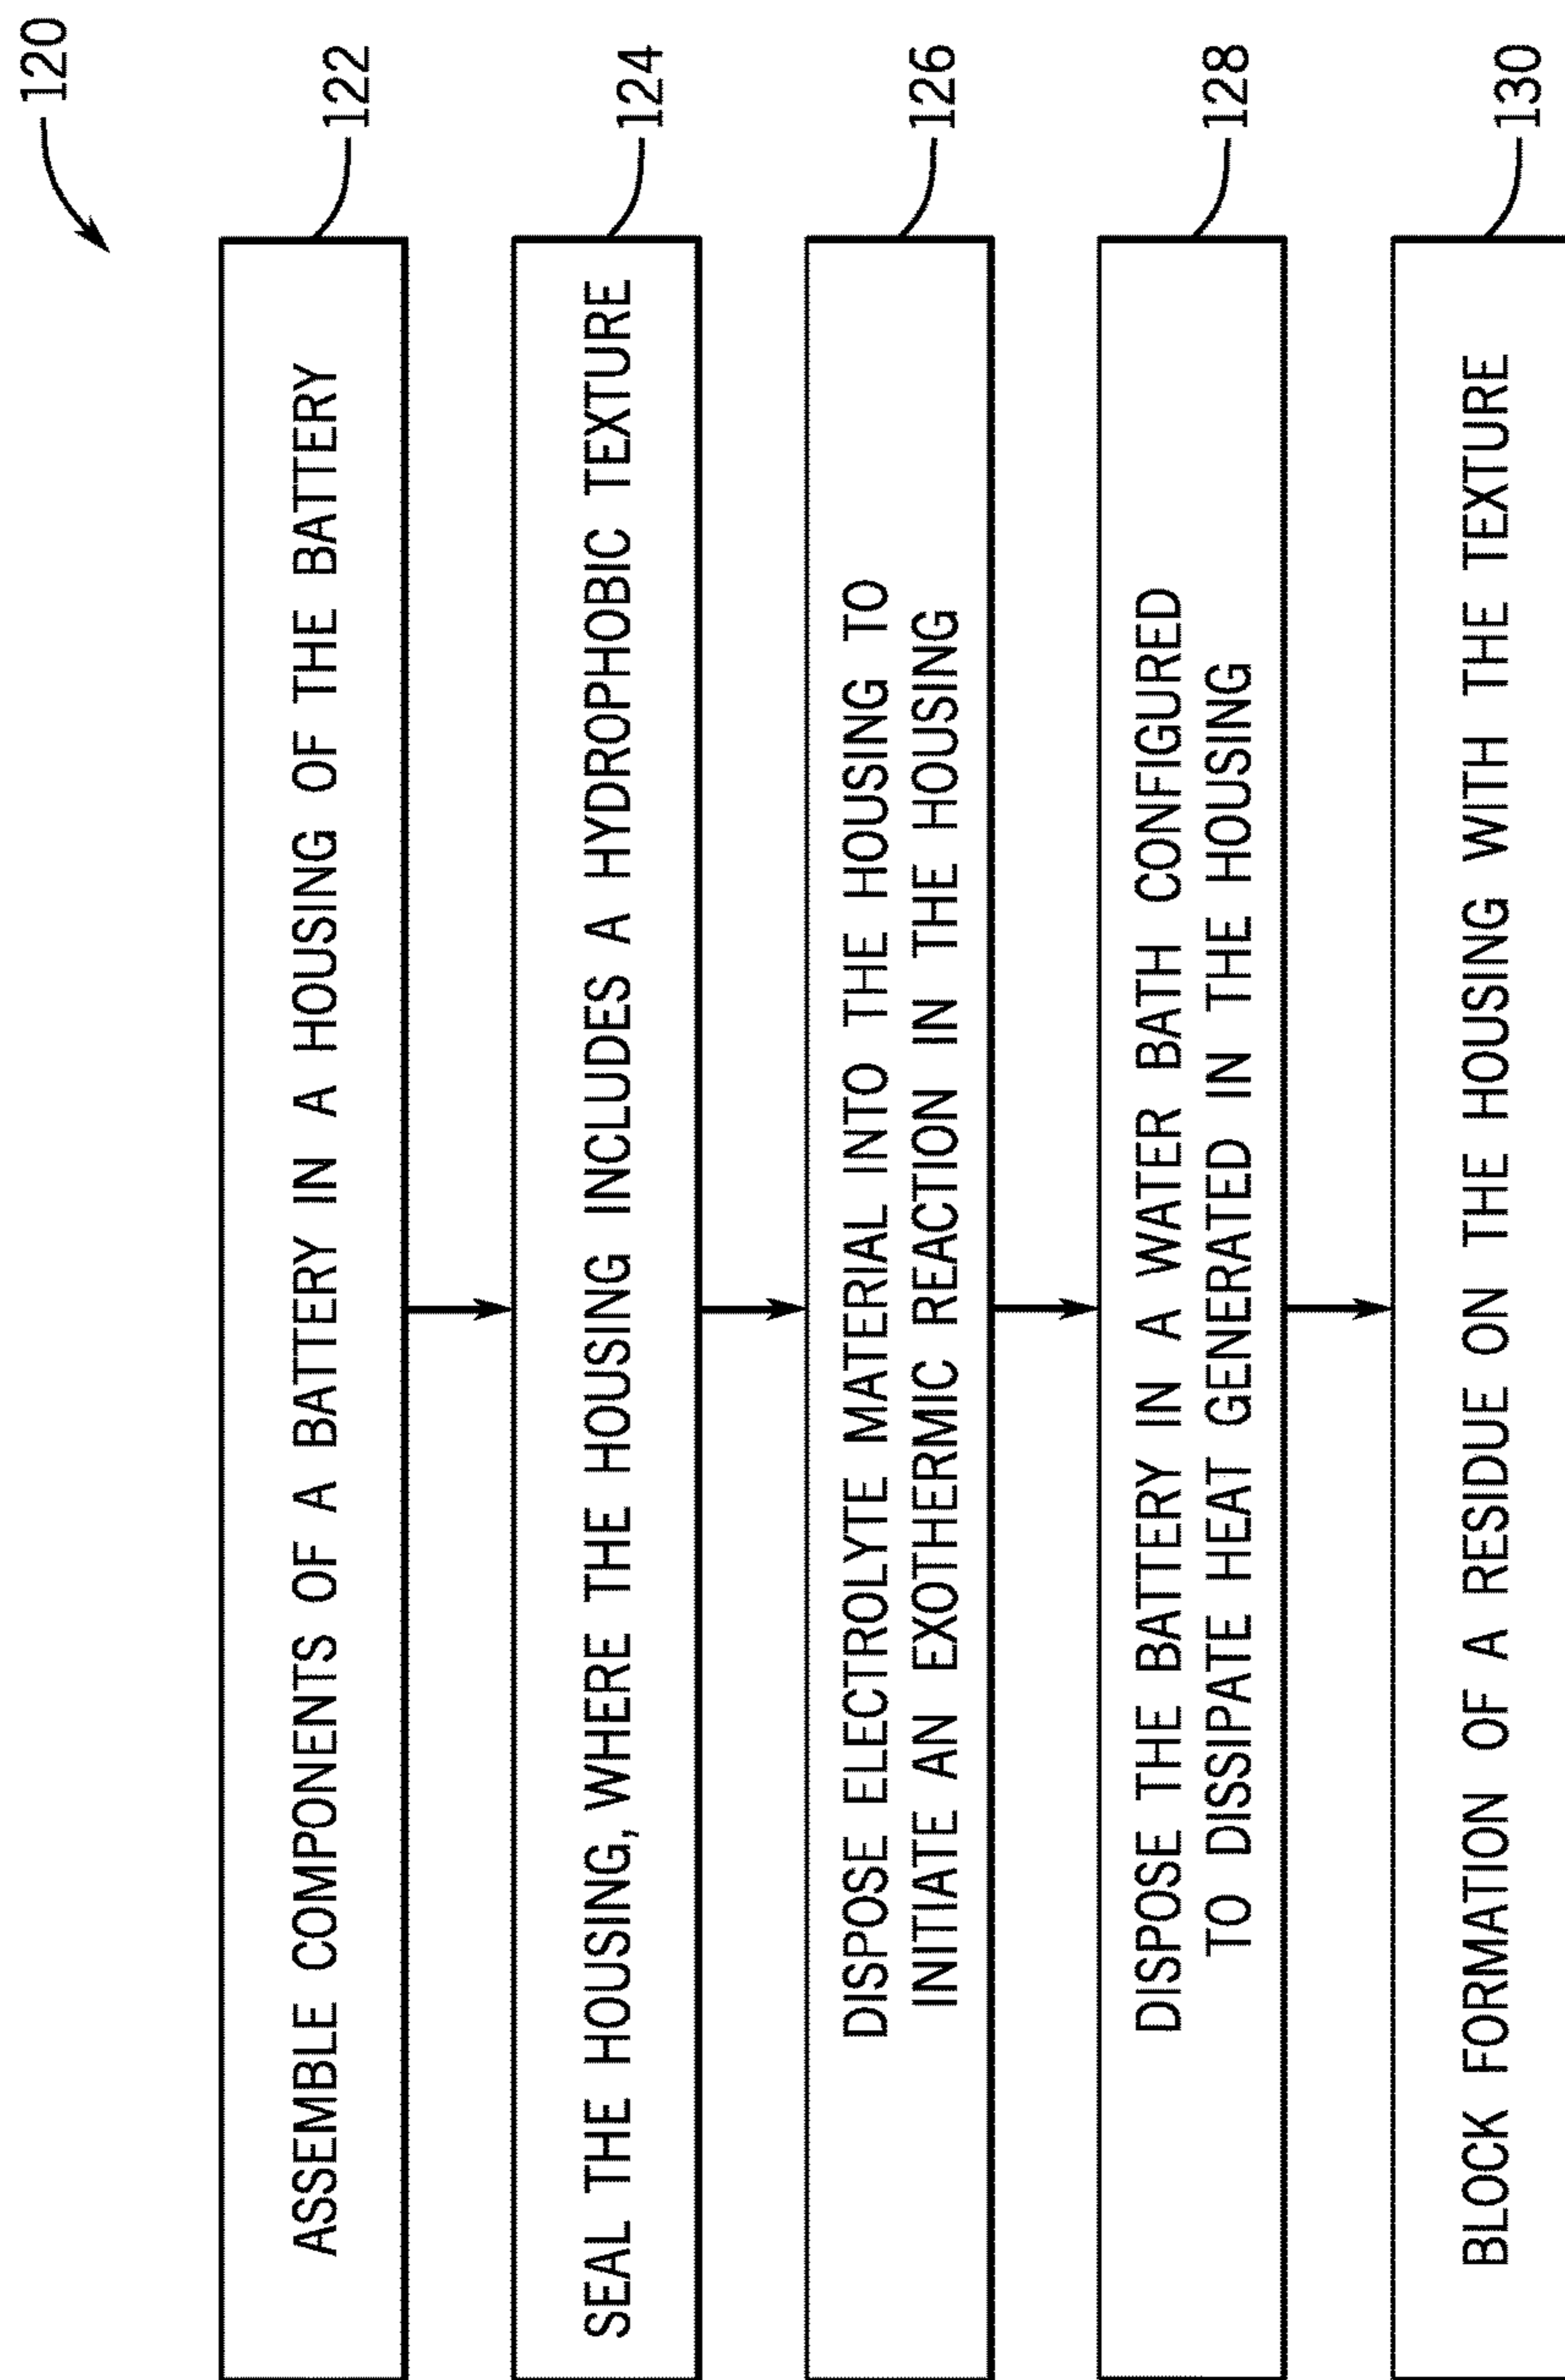 120
ASSEMBLE COMPONENTS OF A BATTERY IN A HOUSING OF THE BATTERY
122
SEAL THE HOUSING, WHERE THE HOUSING INCLUDES A HYDROPHOBIC TEXTURE
124
DISPOSE ELECTROLYTE MATERIAL INTO THE HOUSING TO
INITIATE AN EXOTHERMIC REACTION IN THE HOUSING
126
DISPOSE THE BATTERY IN A WATER BATH CONFIGURED
TO DISSIPATE HEAT GENERATED IN THE HOUSING
128
BLOCK FORMATION OF A RESIDUE ON THE HOUSING WITH THE TEXTURE
130